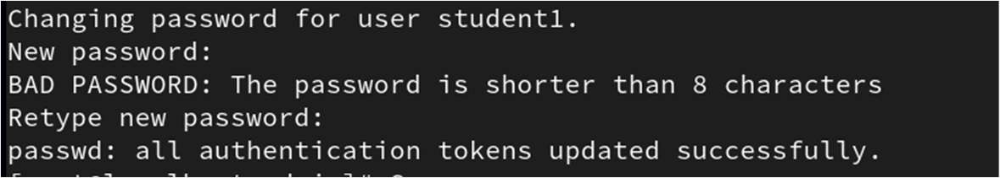 Changing password for user student1.
New password:
BAD PASSWORD: The password is shorter than 8 characters
Retype new password:
passwd: all authentication tokens updated successfully.